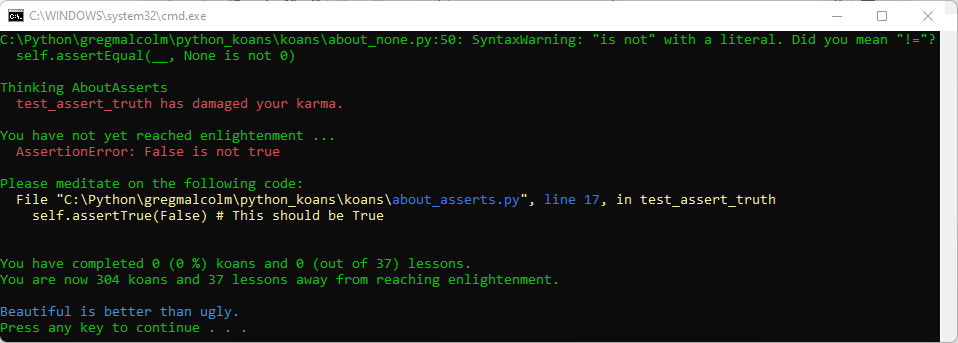 C:\WINDOWS\system32\cmd.exe
C:\Python\gregmalcolm\python_koans\koans\about_none.py:50: SyntaxWarning: "is not" with a literal. Did you mean "!="?
  self.assertEqual(__, None is not 0)
Thinking AboutAsserts
  test_assert_truth has damaged your karma.
You have not yet reached enlightenment ...
  AssertionError: False is not true
Please meditate on the following code:
  File "C:\Python\gregmalcolm\python_koans\koans\about_asserts.py", line 17, in test_assert_truth
    self.assertTrue(False) # This should be True
You have completed 0 (0 %) koans and 0 (out of 37) lessons.
You are now 304 koans and 37 lessons away from reaching enlightenment.
Beautiful is better than ugly.
Press any key to continue . . .